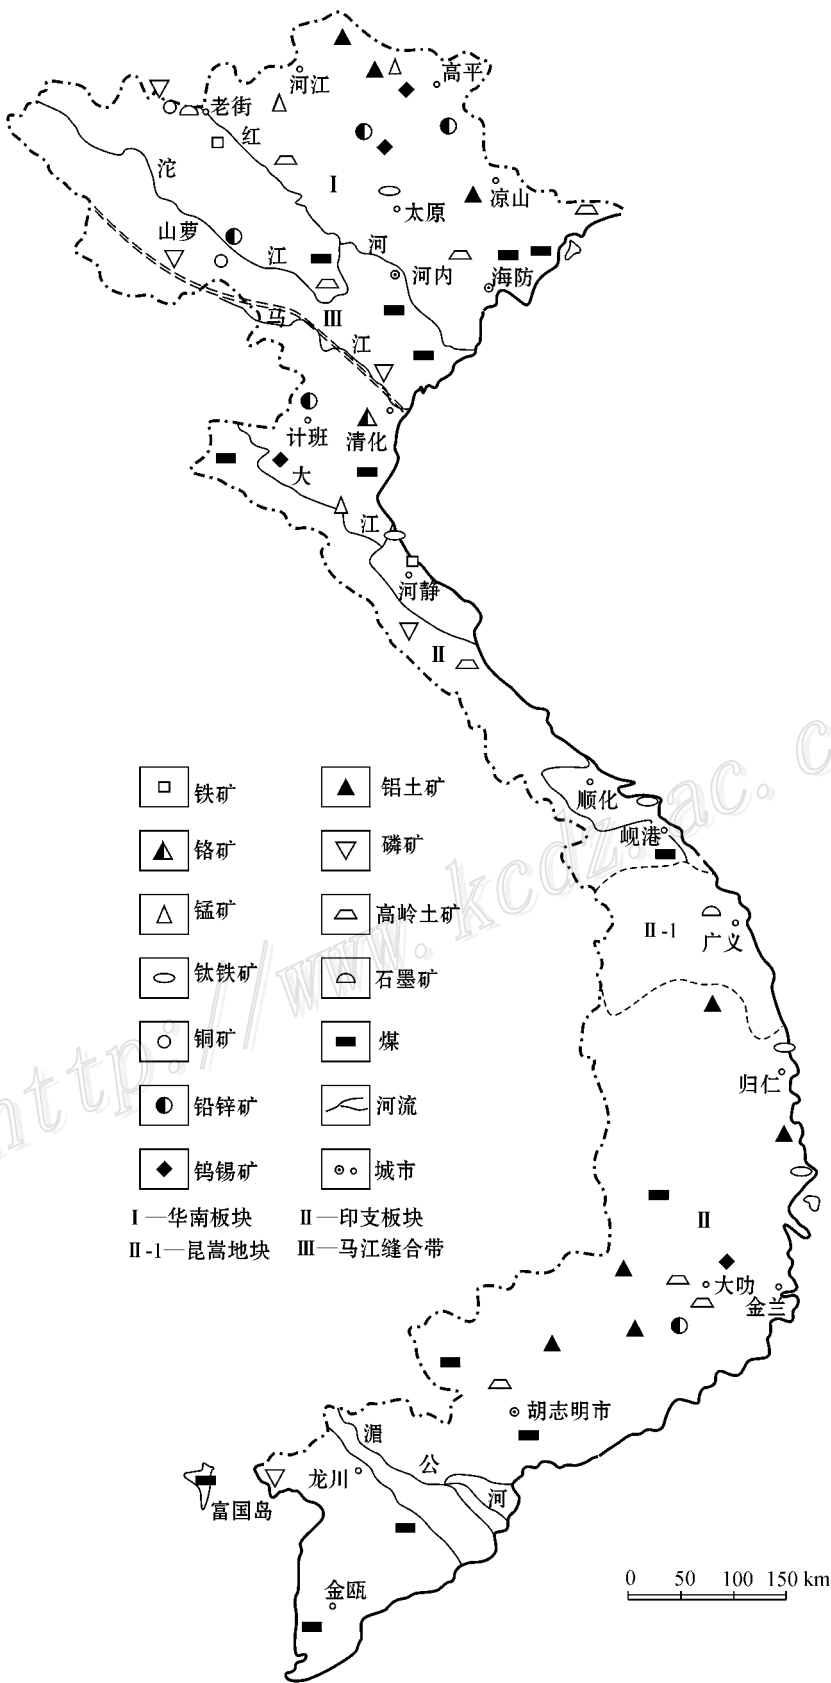 河江
高平
老街
红
沱
Ⅰ
凉山
太原
山萝
江
河
河内
海防
马
Ⅲ
江
计班
清化
大
江
河静
Ⅱ
顺化
岘港
Ⅱ-1
广义
归仁
Ⅱ
大叻
金兰
胡志明市
湄
公
河
龙川
富国岛
金瓯
铁矿
铝土矿
铬矿
磷矿
锰矿
高岭土矿
钛铁矿
石墨矿
铜矿
煤
铅锌矿
河流
钨锡矿
城市
Ⅰ—华南板块
Ⅱ—印支板块
Ⅱ-1—昆嵩地块
Ⅲ—马江缝合带
0 50 100 150 km
http://www.kcdz.ac.c